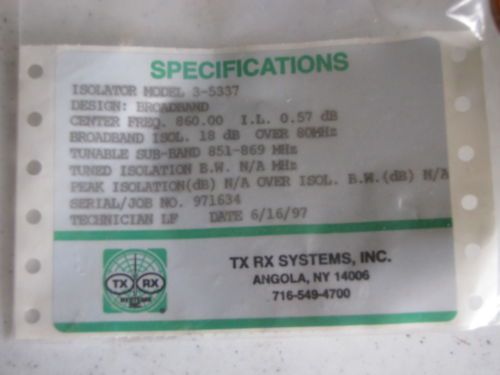 SPECIFICATIONS
ISOLATOR MODEL 3-5337
DESIGN: BROADBAND
CENTER FREQ. 860.00 I.L. 0.57 dB
BROADBAND ISOL. 18 dB OVER 80MHz
TUNABLE SUB-BAND 851-869 MHz
TUNED ISOLATION B.W. N/A MHz
PEAK ISOLATION(dB) N/A OVER ISOL. B.W.(dB) N/A
SERIAL/JOB NO. 971634
TECHNICIAN LF DATE 6/16/97
TX RX
SYSTEMS
INC.
TX RX SYSTEMS, INC.
ANGOLA, NY 14006
716-549-4700